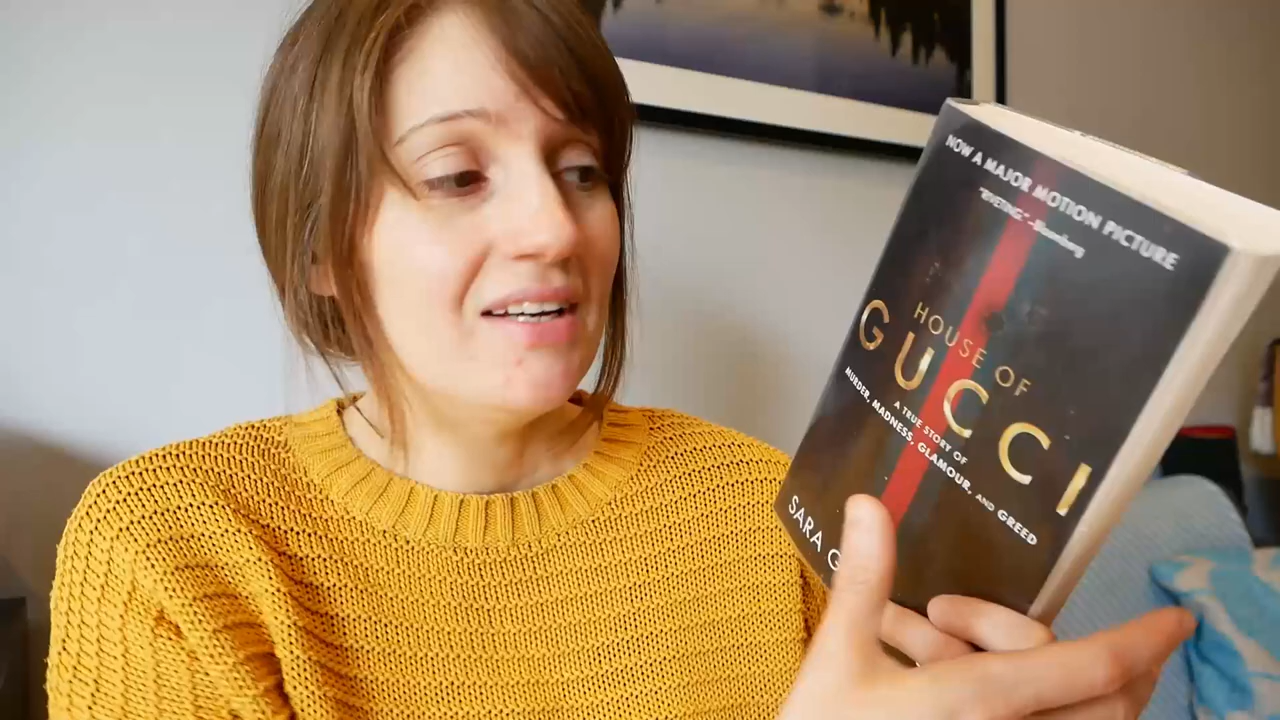 NOW A MAJOR MOTION PICTURE
"RIVETING." —Bloomberg
HOUSE OF
GUCCI
A TRUE STORY OF
MURDER, MADNESS, GLAMOUR, AND GREED
SARA G